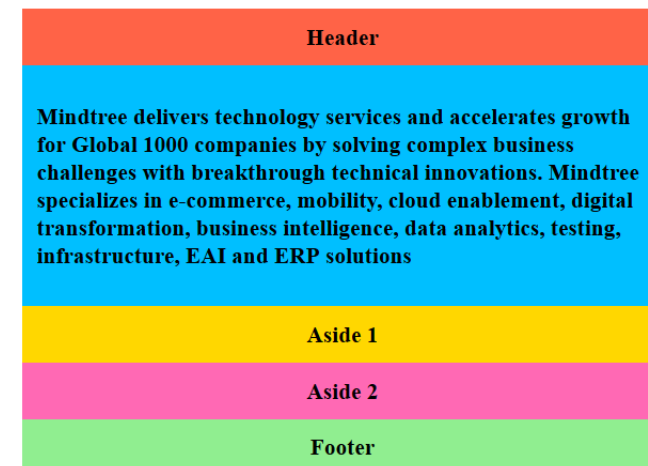 Header
Mindtree delivers technology services and accelerates growth
for Global 1000 companies by solving complex business
challenges with breakthrough technical innovations. Mindtree
specializes in e-commerce, mobility, cloud enablement, digital
transformation, business intelligence, data analytics, testing,
infrastructure, EAI and ERP solutions
Aside 1
Aside 2
Footer